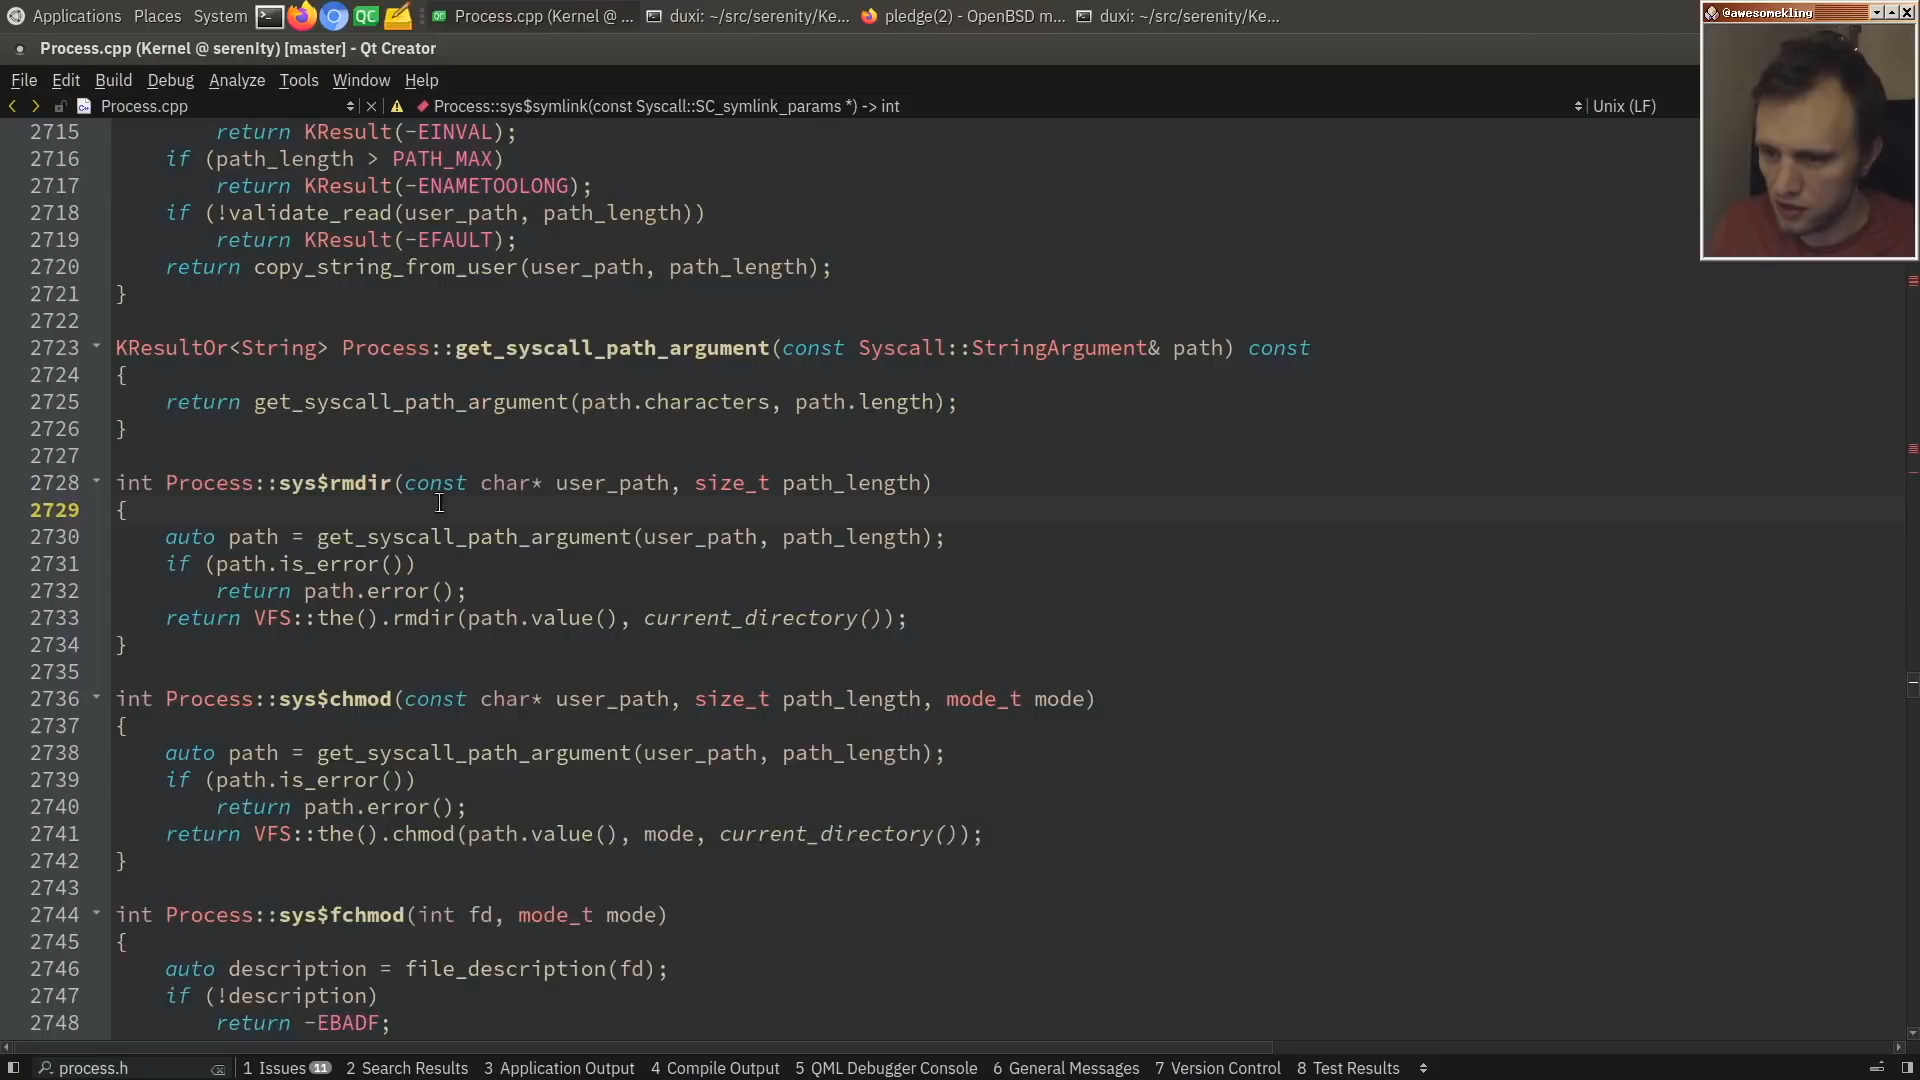 Applications Places System QC QC Process.cpp (Kernel @ ... duxi: ~/src/serenity/Ke... pledge(2) - OpenBSD m... duxi: ~/src/serenity/Ke... @awesomekling
Process.cpp (Kernel @ serenity) [master] - Qt Creator
File Edit Build Debug Analyze Tools Window Help
Process.cpp Process::sys$symlink(const Syscall::SC_symlink_params *) -> int Unix (LF)
2715 return KResult(-EINVAL);
2716 if (path_length > PATH_MAX)
2717 return KResult(-ENAMETOOLONG);
2718 if (!validate_read(user_path, path_length))
2719 return KResult(-EFAULT);
2720 return copy_string_from_user(user_path, path_length);
2721 }
2722
2723 KResultOr<String> Process::get_syscall_path_argument(const Syscall::StringArgument& path) const
2724 {
2725 return get_syscall_path_argument(path.characters, path.length);
2726 }
2727
2728 int Process::sys$rmdir(const char* user_path, size_t path_length)
2729 {
2730 auto path = get_syscall_path_argument(user_path, path_length);
2731 if (path.is_error())
2732 return path.error();
2733 return VFS::the().rmdir(path.value(), current_directory());
2734 }
2735
2736 int Process::sys$chmod(const char* user_path, size_t path_length, mode_t mode)
2737 {
2738 auto path = get_syscall_path_argument(user_path, path_length);
2739 if (path.is_error())
2740 return path.error();
2741 return VFS::the().chmod(path.value(), mode, current_directory());
2742 }
2743
2744 int Process::sys$fchmod(int fd, mode_t mode)
2745 {
2746 auto description = file_description(fd);
2747 if (!description)
2748 return -EBADF;
process.h 1 Issues 11 2 Search Results 3 Application Output 4 Compile Output 5 QML Debugger Console 6 General Messages 7 Version Control 8 Test Results